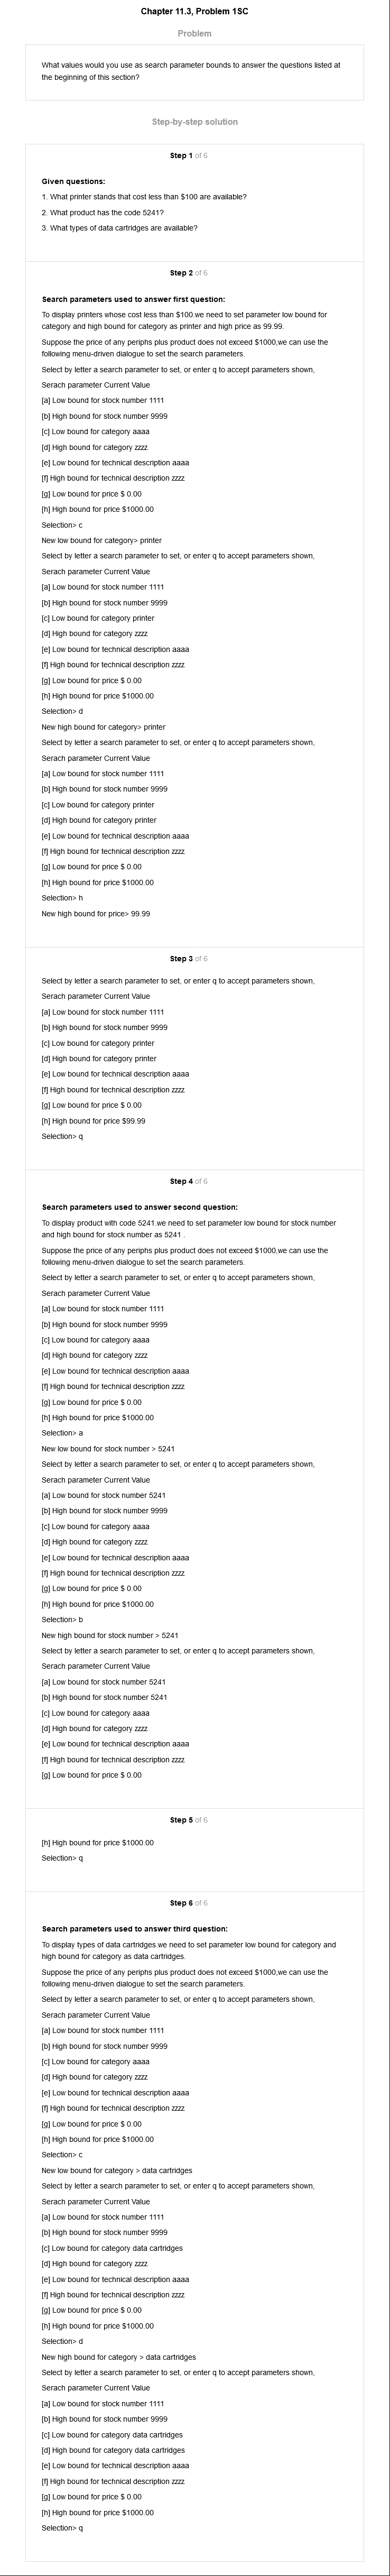 Chapter 11.3, Problem 1SC
Problem
What values would you use as search parameter bounds to answer the questions listed at
the beginning of this section?
Step-by-step solution
Step 1 of 6
Given questions:
1. What printer stands that cost less than $100 are available?
2. What product has the code 5241?
3. What types of data cartridges are available?
Step 2 of 6
Search parameters used to answer first question:
To display printers whose cost less than $100.we need to set parameter low bound for
category and high bound for category as printer and high price as 99.99.
Suppose the price of any periphs plus product does not exceed $1000,we can use the
following menu-driven dialogue to set the search parameters.
Select by letter a search parameter to set, or enter q to accept parameters shown,
Serach parameter Current Value
[a] Low bound for stock number 1111
[b] High bound for stock number 9999
[c] Low bound for category aaaa
[d] High bound for category zzzz
[e] Low bound for technical description aaaa
[f] High bound for technical description zzzz
[g] Low bound for price $ 0.00
[h] High bound for price $1000.00
Selection> c
New low bound for category> printer
Select by letter a search parameter to set, or enter q to accept parameters shown,
Serach parameter Current Value
[a] Low bound for stock number 1111
[b] High bound for stock number 9999
[c] Low bound for category printer
[d] High bound for category zzzz
[e] Low bound for technical description aaaa
[f] High bound for technical description zzzz
[g] Low bound for price $ 0.00
[h] High bound for price $1000.00
Selection> d
New high bound for category> printer
Select by letter a search parameter to set, or enter q to accept parameters shown,
Serach parameter Current Value
[a] Low bound for stock number 1111
[b] High bound for stock number 9999
[c] Low bound for category printer
[d] High bound for category printer
[e] Low bound for technical description aaaa
[f] High bound for technical description zzzz
[g] Low bound for price $ 0.00
[h] High bound for price $1000.00
Selection> h
New high bound for price> 99.99
Step 3 of 6
Select by letter a search parameter to set, or enter q to accept parameters shown,
Serach parameter Current Value
[a] Low bound for stock number 1111
[b] High bound for stock number 9999
[c] Low bound for category printer
[d] High bound for category printer
[e] Low bound for technical description aaaa
[f] High bound for technical description zzzz
[g] Low bound for price $ 0.00
[h] High bound for price $99.99
Selection> q
Step 4 of 6
Search parameters used to answer second question:
To display product with code 5241.we need to set parameter low bound for stock number
and high bound for stock number as 5241 .
Suppose the price of any periphs plus product does not exceed $1000,we can use the
following menu-driven dialogue to set the search parameters.
Select by letter a search parameter to set, or enter q to accept parameters shown,
Serach parameter Current Value
[a] Low bound for stock number 1111
[b] High bound for stock number 9999
[c] Low bound for category aaaa
[d] High bound for category zzzz
[e] Low bound for technical description aaaa
[f] High bound for technical description zzzz
[g] Low bound for price $ 0.00
[h] High bound for price $1000.00
Selection> a
New low bound for stock number > 5241
Select by letter a search parameter to set, or enter q to accept parameters shown,
Serach parameter Current Value
[a] Low bound for stock number 5241
[b] High bound for stock number 9999
[c] Low bound for category aaaa
[d] High bound for category zzzz
[e] Low bound for technical description aaaa
[f] High bound for technical description zzzz
[g] Low bound for price $ 0.00
[h] High bound for price $1000.00
Selection> b
New high bound for stock number > 5241
Select by letter a search parameter to set, or enter q to accept parameters shown,
Serach parameter Current Value
[a] Low bound for stock number 5241
[b] High bound for stock number 5241
[c] Low bound for category aaaa
[d] High bound for category zzzz
[e] Low bound for technical description aaaa
[f] High bound for technical description zzzz
[g] Low bound for price $ 0.00
Step 5 of 6
[h] High bound for price $1000.00
Selection> q
Step 6 of 6
Search parameters used to answer third question:
To display types of data cartridges.we need to set parameter low bound for category and
high bound for category as data cartridges.
Suppose the price of any periphs plus product does not exceed $1000,we can use the
following menu-driven dialogue to set the search parameters.
Select by letter a search parameter to set, or enter q to accept parameters shown,
Serach parameter Current Value
[a] Low bound for stock number 1111
[b] High bound for stock number 9999
[c] Low bound for category aaaa
[d] High bound for category zzzz
[e] Low bound for technical description aaaa
[f] High bound for technical description zzzz
[g] Low bound for price $ 0.00
[h] High bound for price $1000.00
Selection> c
New low bound for category > data cartridges
Select by letter a search parameter to set, or enter q to accept parameters shown,
Serach parameter Current Value
[a] Low bound for stock number 1111
[b] High bound for stock number 9999
[c] Low bound for category data cartridges
[d] High bound for category zzzz
[e] Low bound for technical description aaaa
[f] High bound for technical description zzzz
[g] Low bound for price $ 0.00
[h] High bound for price $1000.00
Selection> d
New high bound for category > data cartridges
Select by letter a search parameter to set, or enter q to accept parameters shown,
Serach parameter Current Value
[a] Low bound for stock number 1111
[b] High bound for stock number 9999
[c] Low bound for category data cartridges
[d] High bound for category data cartridges
[e] Low bound for technical description aaaa
[f] High bound for technical description zzzz
[g] Low bound for price $ 0.00
[h] High bound for price $1000.00
Selection> q